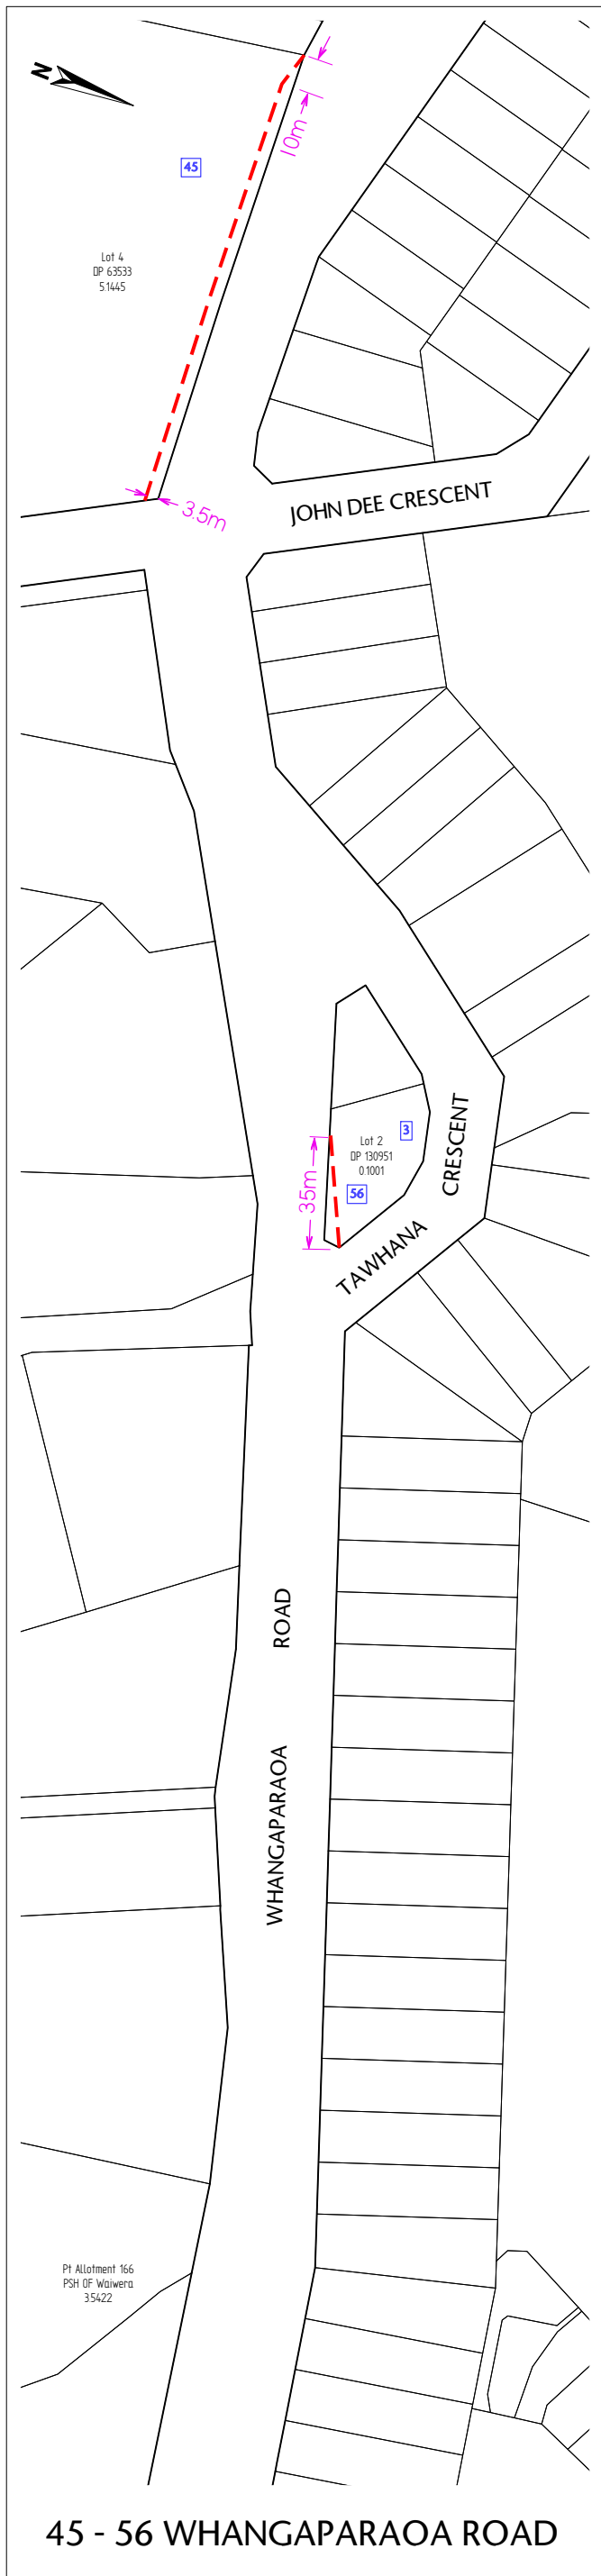 N
10m
45
Lot 4
DP 63533
5.1445
JOHN DEE CRESCENT
3.5m
CRESCENT
3
Lot 2
DP 130951
0.1001
56
35m
TAWHANA
ROAD
WHANGAPARAOA
Pt Allotment 166
PSH OF Waiwera
3.5422
45 - 56 WHANGAPARAOA ROAD